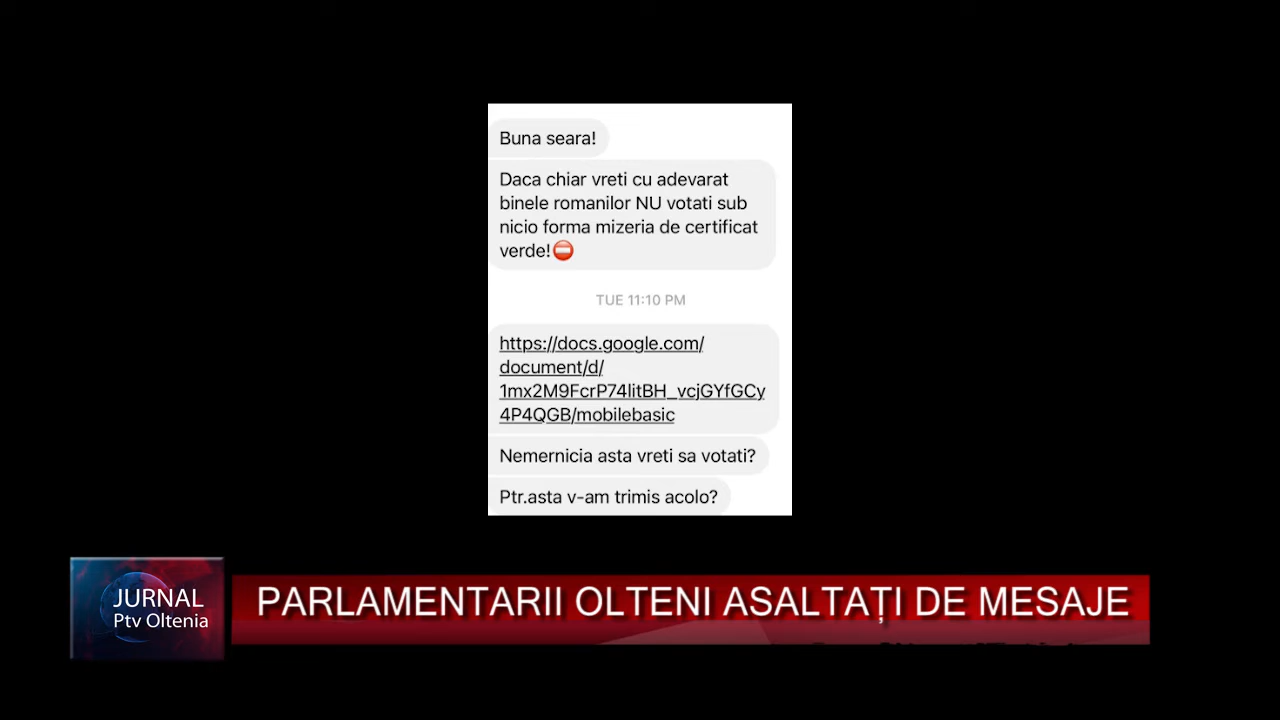 Buna seara!
Daca chiar vreti cu adevarat
binele romanilor NU votati sub
nicio forma mizeria de certificat
verde!⛔
TUE 11:10 PM
https://docs.google.com/
document/d/
1mx2M9FcrP74litBH_vcjGYfGCy
4P4QGB/mobilebasic
Nemernicia asta vreti sa votati?
Ptr.asta v-am trimis acolo?
JURNAL
Ptv Oltenia
PARLAMENTARII OLTENI ASALTAȚI DE MESAJE